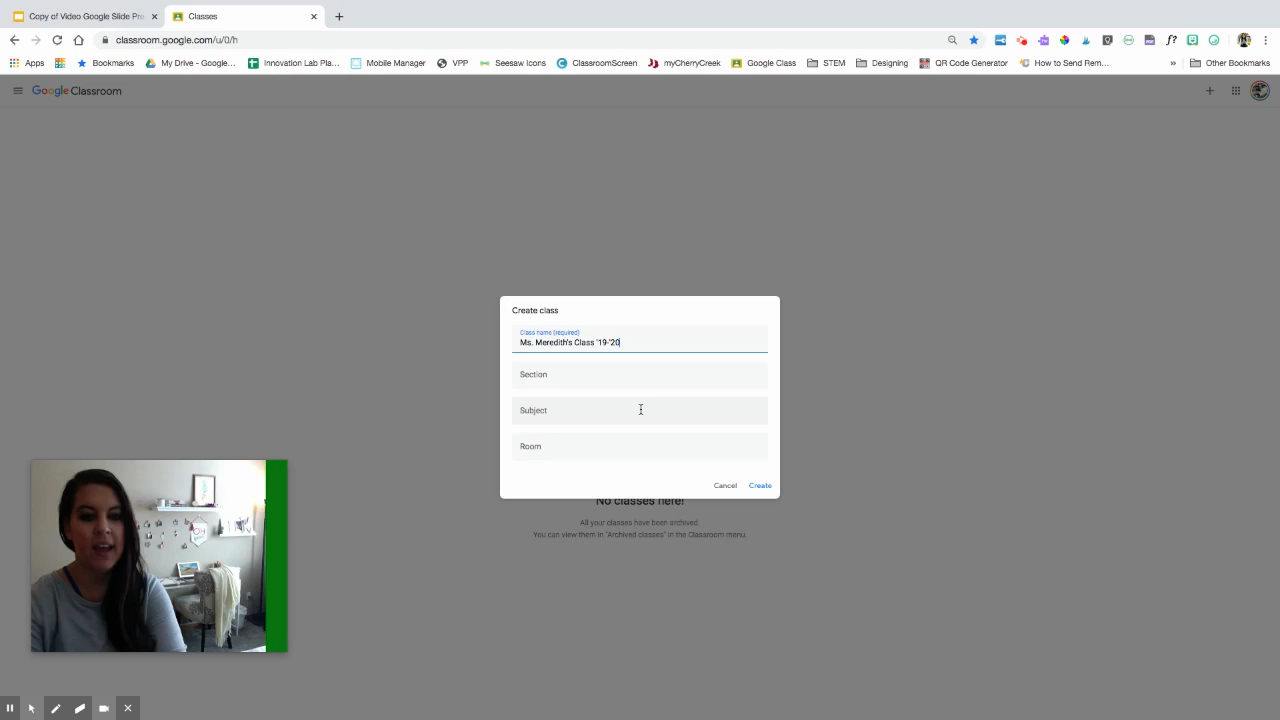 Copy of Video Google Slide Pre
Classes
classroom.google.com/u/0/h
Apps
Bookmarks
My Drive - Google...
Innovation Lab Pla...
Mobile Manager
VPP
Seesaw Icons
ClassroomScreen
myCherryCreek
Google Class
STEM
Designing
QR Code Generator
How to Send Rem...
»
Other Bookmarks
Google Classroom
Create class
Class name (required)
Ms. Meredith's Class '19-'20
Section
Subject
Room
Cancel
Create
No classes here!
All your classes have been archived.
You can view them in "Archived classes" in the Classroom menu.